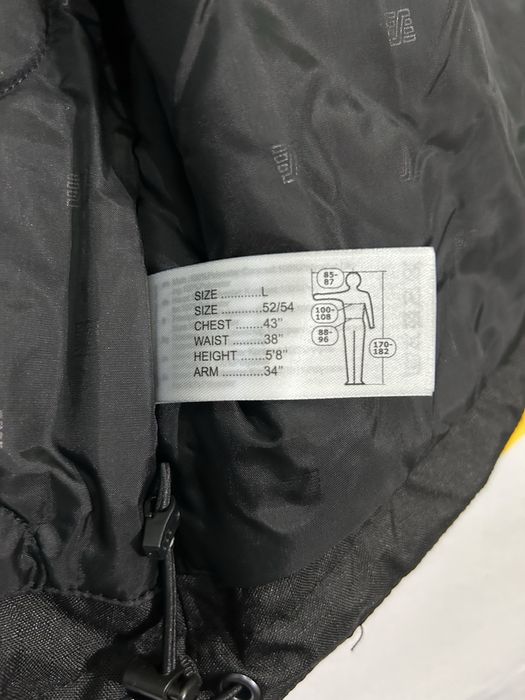 SIZE ............L
SIZE ...........52/54
CHEST ........43"
WAIST ..........38"
HEIGHT .......5'8"
ARM ............34"
85-
87
100-
108
88-
96
170-
182